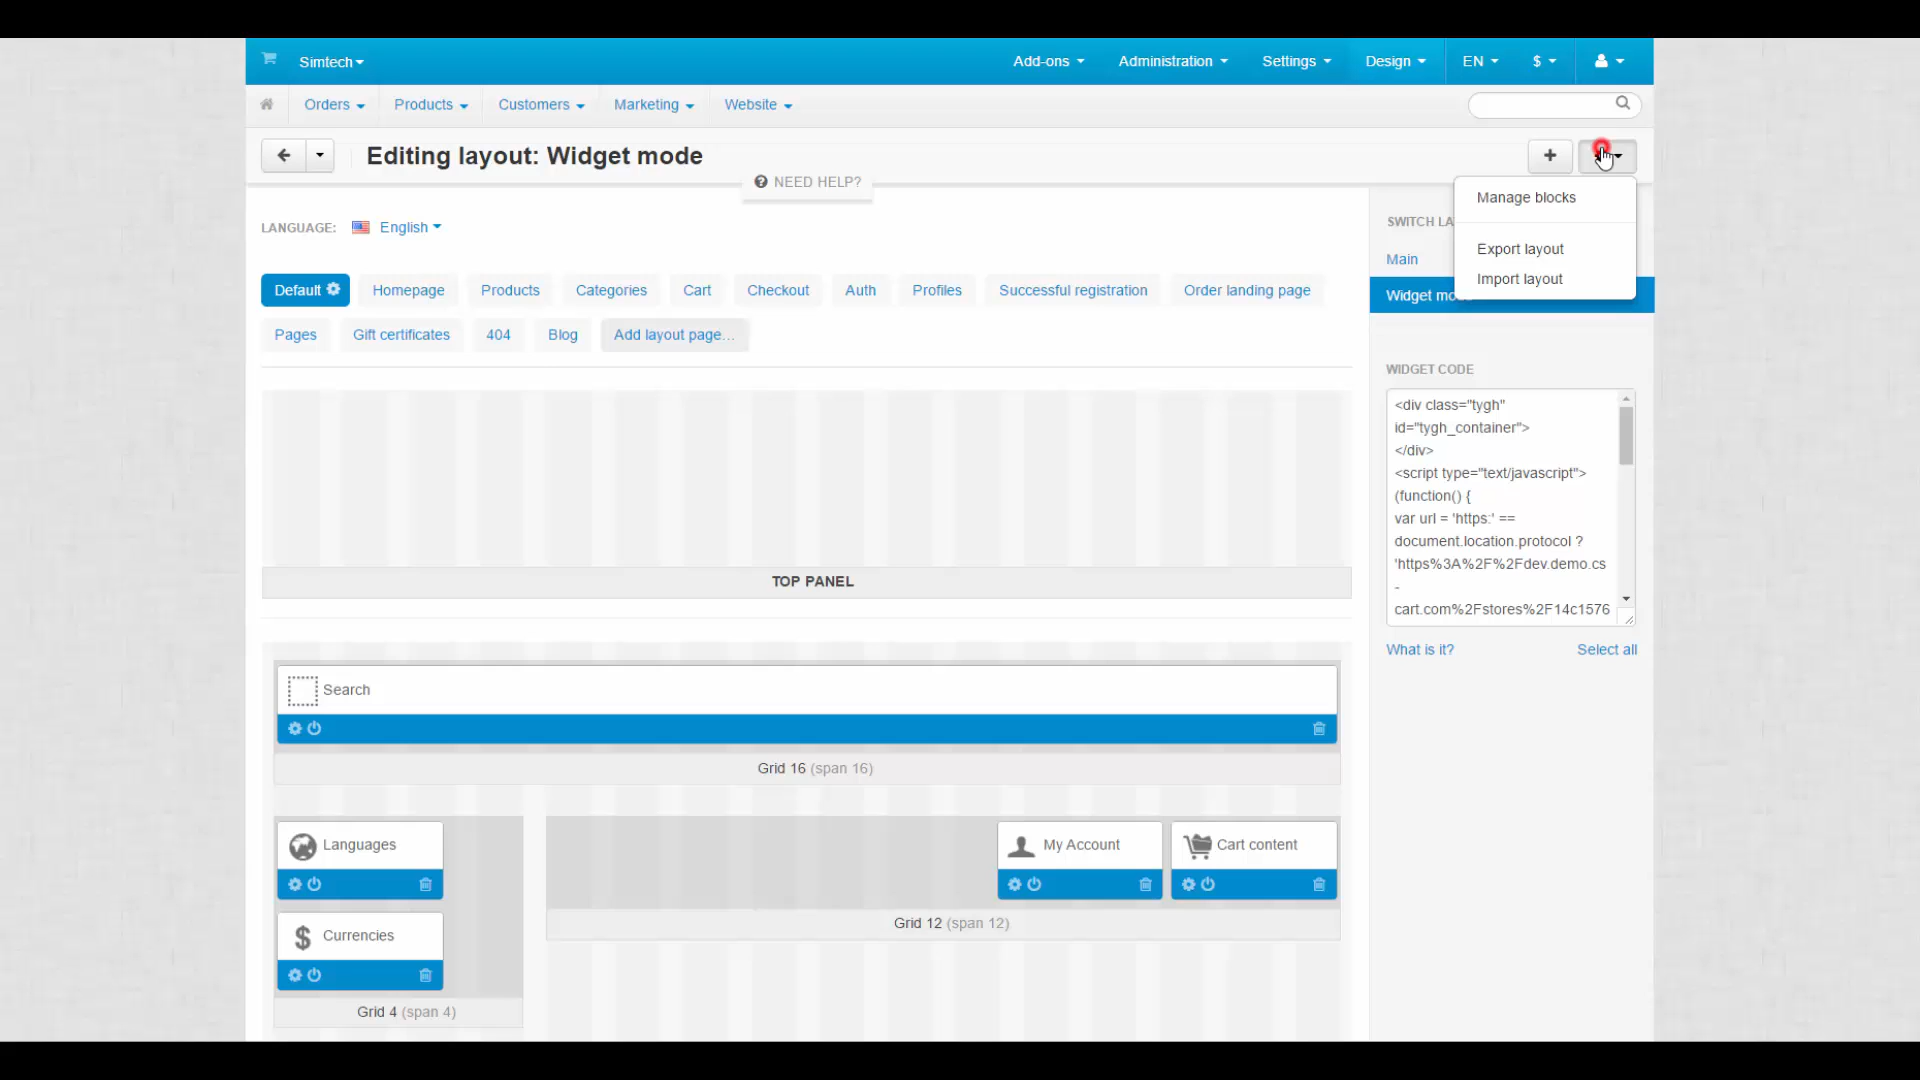 Simtech
Add-ons
Administration
Settings
Design
EN
$
Orders
Products
Customers
Marketing
Website
Editing layout: Widget mode
NEED HELP?
Manage blocks
Export layout
Import layout
LANGUAGE:
English
SWITCH LA
Main
Widget mo
Default
Homepage
Products
Categories
Cart
Checkout
Auth
Profiles
Successful registration
Order landing page
Pages
Gift certificates
404
Blog
Add layout page...
WIDGET CODE
<div class="tygh"
id="tygh_container">
</div>
<script type="text/javascript">
(function() {
var url = 'https:' ==
document.location.protocol ?
'https%3A%2F%2Fdev.demo.cs
-
cart.com%2Fstores%2F14c1576
What is it?
Select all
TOP PANEL
Search
Grid 16 (span 16)
Languages
My Account
Cart content
Grid 12 (span 12)
$ Currencies
Grid 4 (span 4)